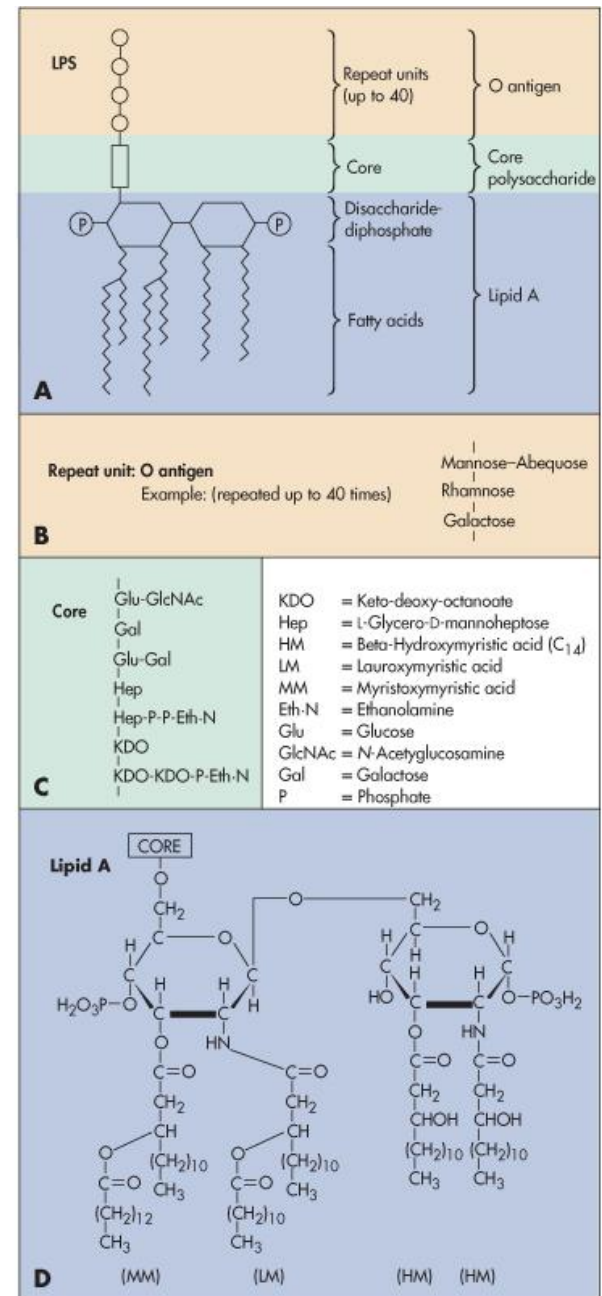 LPS
Repeat units
(up to 40)
O antigen
Core
Core
polysaccharide
P
P
Disaccharide-
diphosphate
Fatty acids
Lipid A
A
Repeat unit: O antigen
Example: (repeated up to 40 times)
Mannose–Abequose
Rhamnose
Galactose
B
Core
Glu-GlcNAc
Gal
Glu-Gal
Hep
Hep-P-P-Eth·N
KDO
KDO-KDO-P-Eth·N
C
KDO = Keto-deoxy-octanoate
Hep = L-Glycero-D-mannoheptose
HM = Beta-Hydroxymyristic acid (C14)
LM = Lauroxymyristic acid
MM = Myristoxymyristic acid
Eth·N = Ethanolamine
Glu = Glucose
GlcNAc = N-Acetyglucosamine
Gal = Galactose
P = Phosphate
Lipid A
CORE
O
O CH2
CH2
C O C O
H H H H
C H H C C H H C
H2O3P–O C C H HO C C O–PO3H2
O HN O HN
C=O C=O C=O C=O
CH2 CH2 CH2 CH2
CH CH CHOH CHOH
O (CH2)10 O (CH2)10 (CH2)10 (CH2)10
C=O CH3 C=O CH3 CH3 CH3
(CH2)12 (CH2)10
CH3 CH3
D
(MM) (LM) (HM) (HM)